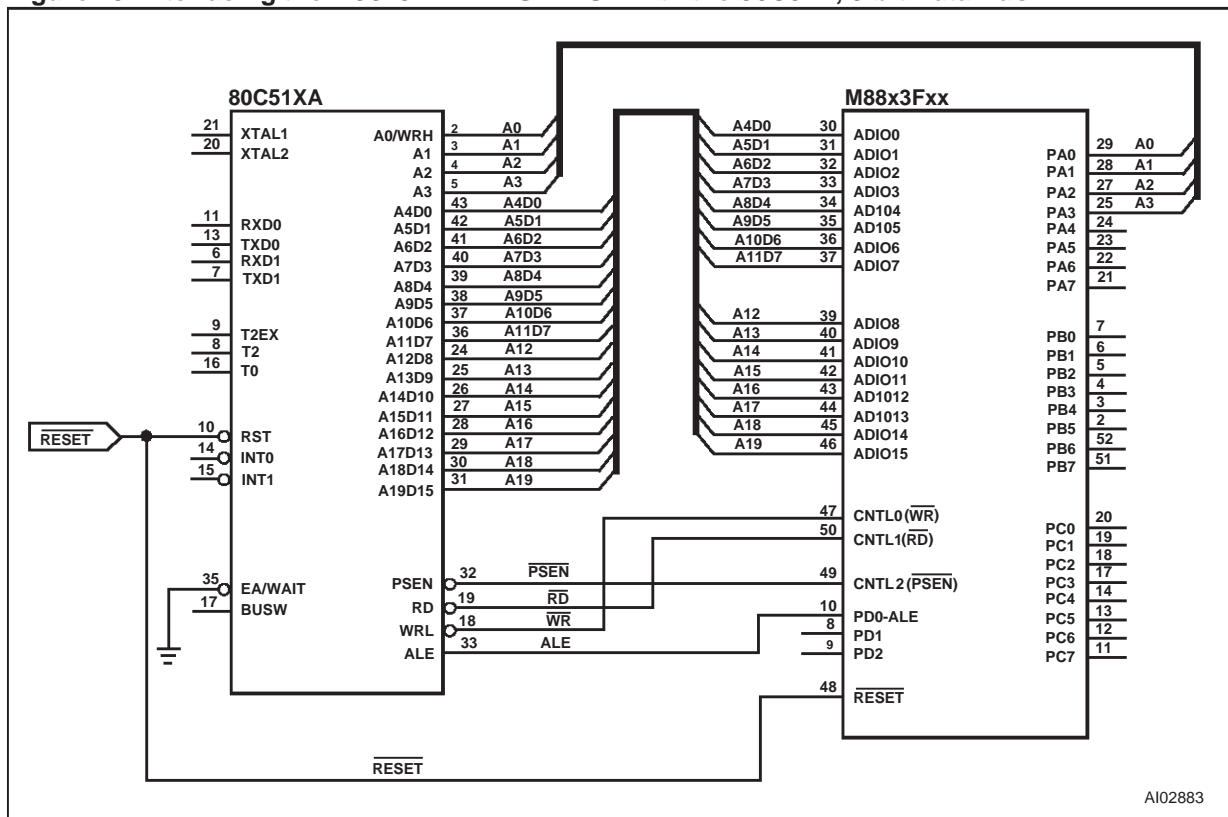 80C51XA
21 XTAL1
20 XTAL2
11 RXD0
13 TXD0
6 RXD1
7 TXD1
9 T2EX
8 T2
16 T0
RESET
10 RST
14 INT0
15 INT1
35 EA/WAIT
17 BUSW
A0/WRH 2 A0
A1 3 A1
A2 4 A2
A3 5 A3
A4D0 43 A4D0
A5D1 42 A5D1
A6D2 41 A6D2
A7D3 40 A7D3
A8D4 39 A8D4
A9D5 38 A9D5
A10D6 37 A10D6
A11D7 36 A11D7
A12D8 24 A12
A13D9 25 A13
A14D10 26 A14
A15D11 27 A15
A16D12 28 A16
A17D13 29 A17
A18D14 30 A18
A19D15 31 A19
PSEN 32 PSEN
RD 19 RD
WRL 18 WR
ALE 33 ALE
RESET
M88x3Fxx
A4D0 30 ADIO0
A5D1 31 ADIO1
A6D2 32 ADIO2
A7D3 33 ADIO3
A8D4 34 AD104
A9D5 35 AD105
A10D6 36 ADIO6
A11D7 37 ADIO7
A12 39 ADIO8
A13 40 ADIO9
A14 41 ADIO10
A15 42 ADIO11
A16 43 AD1012
A17 44 AD1013
A18 45 ADIO14
A19 46 ADIO15
47 CNTL0(WR)
50 CNTL1(RD)
49 CNTL2(PSEN)
10 PD0-ALE
8 PD1
9 PD2
48 RESET
PA0 29 A0
PA1 28 A1
PA2 27 A2
PA3 25 A3
PA4 24
PA5 23
PA6 22
PA7 21
PB0 7
PB1 6
PB2 5
PB3 4
PB4 3
PB5 2
PB6 52
PB7 51
PC0 20
PC1 19
PC2 18
PC3 17
PC4 14
PC5 13
PC6 12
PC7 11
AI02883